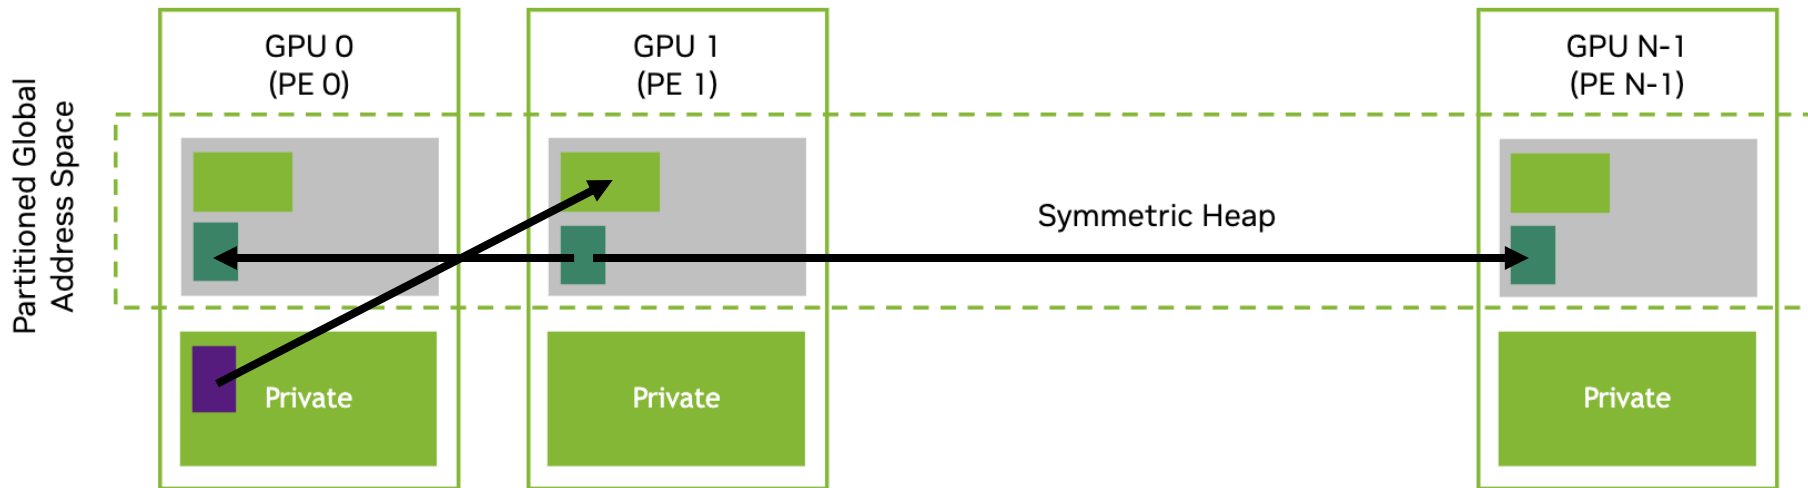 GPU 0
(PE 0)
GPU 1
(PE 1)
GPU N-1
(PE N-1)
Partitioned Global
Address Space
Symmetric Heap
Private
Private
Private